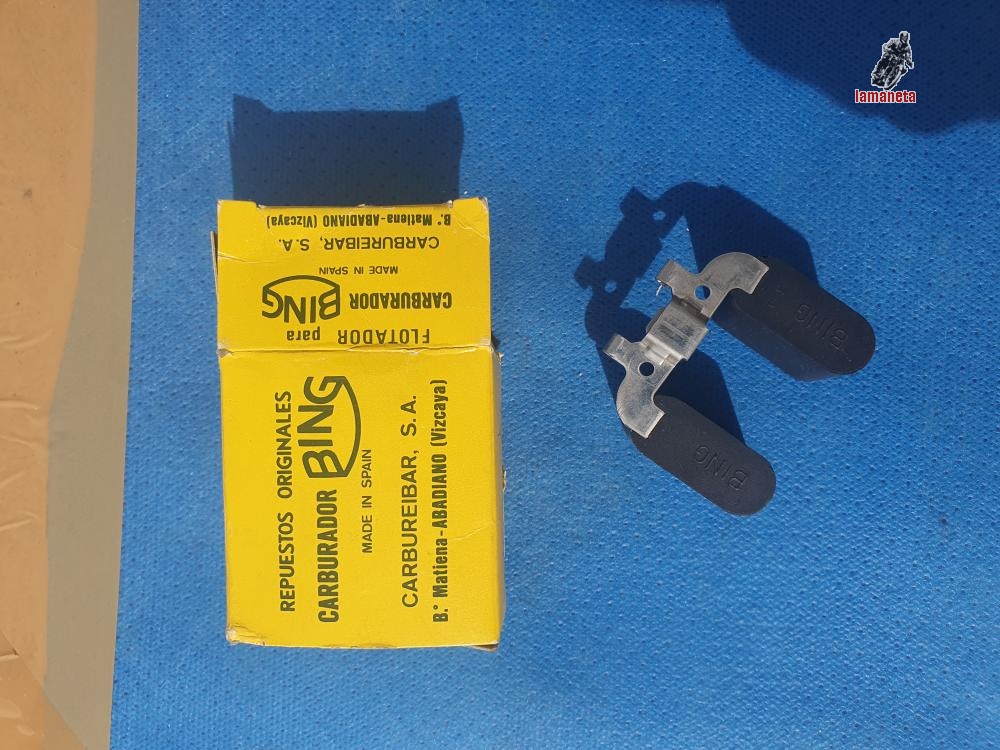 FLOTADOR para
CARBURADOR BING
MADE IN SPAIN
CARBUREIBAR, S. A.
B.º Matiena-ABADIANO (Vizcaya)
REPUESTOS ORIGINALES
CARBURADOR BING
MADE IN SPAIN
CARBUREIBAR, S. A.
B.º Matiena-ABADIANO (Vizcaya)
BING
BING
lamaneta